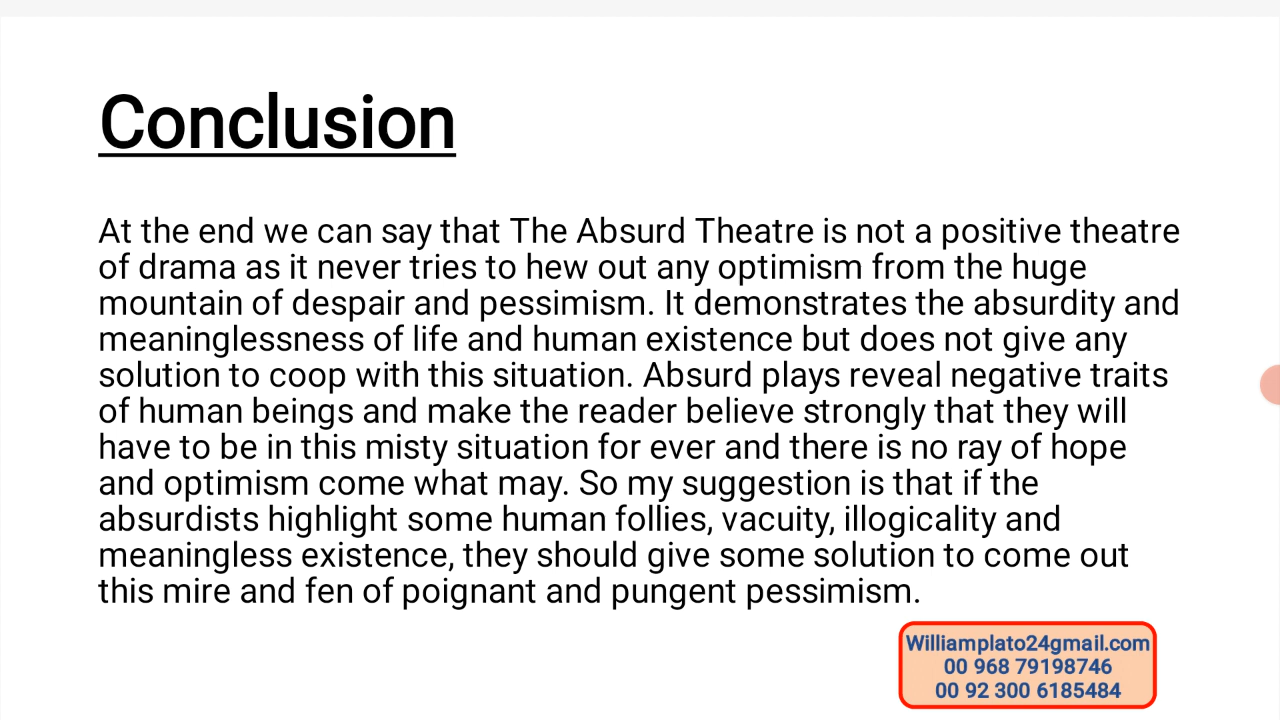 Conclusion
At the end we can say that The Absurd Theatre is not a positive theatre
of drama as it never tries to hew out any optimism from the huge
mountain of despair and pessimism. It demonstrates the absurdity and
meaninglessness of life and human existence but does not give any
solution to coop with this situation. Absurd plays reveal negative traits
of human beings and make the reader believe strongly that they will
have to be in this misty situation for ever and there is no ray of hope
and optimism come what may. So my suggestion is that if the
absurdists highlight some human follies, vacuity, illogicality and
meaningless existence, they should give some solution to come out
this mire and fen of poignant and pungent pessimism.
Williamplato24gmail.com
00 968 79198746
00 92 300 6185484